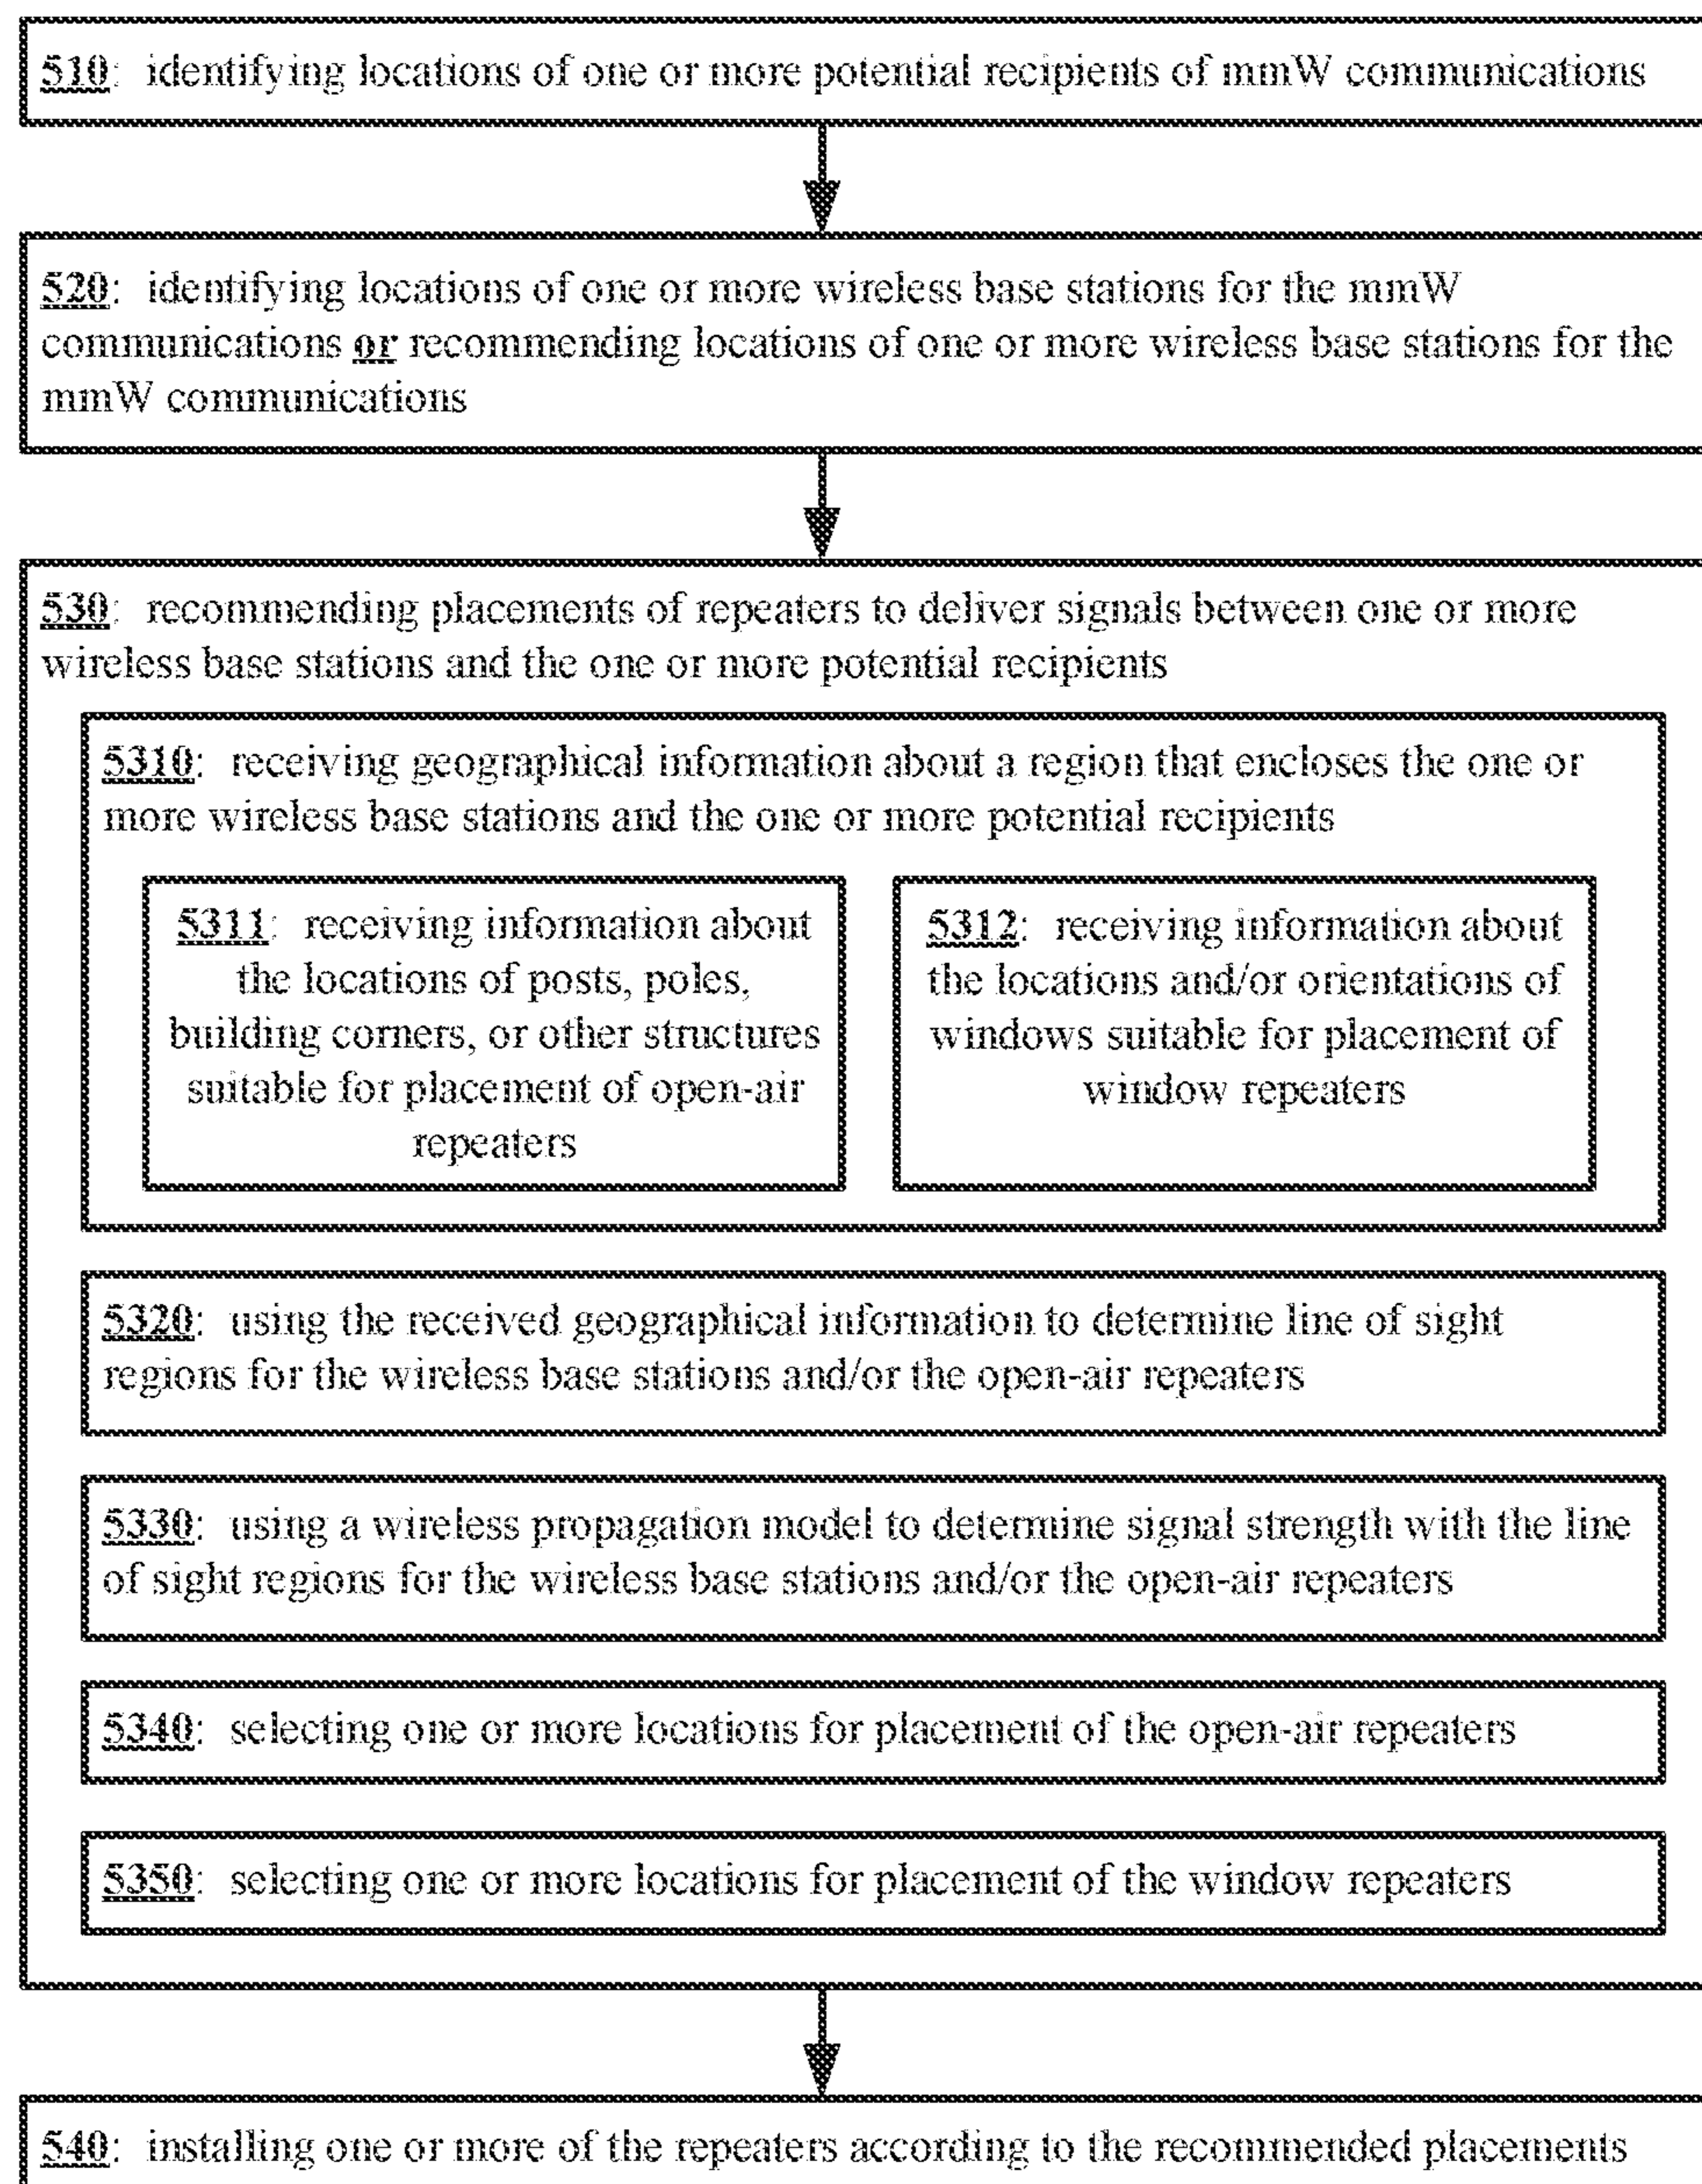 510: identifying locations of one or more potential recipients of mmW communications
520: identifying locations of one or more wireless base stations for the mmW
communications or recommending locations of one or more wireless base stations for the
mmW communications
530: recommending placements of repeaters to deliver signals between one or more
wireless base stations and the one or more potential recipients
5310: receiving geographical information about a region that encloses the one or
more wireless base stations and the one or more potential recipients
5311: receiving information about
the locations of posts, poles,
building corners, or other structures
suitable for placement of open-air
repeaters
5312: receiving information about
the locations and/or orientations of
windows suitable for placement of
window repeaters
5320: using the received geographical information to determine line of sight
regions for the wireless base stations and/or the open-air repeaters
5330: using a wireless propagation model to determine signal strength with the line
of sight regions for the wireless base stations and/or the open-air repeaters
5340: selecting one or more locations for placement of the open-air repeaters
5350: selecting one or more locations for placement of the window repeaters
540: installing one or more of the repeaters according to the recommended placements